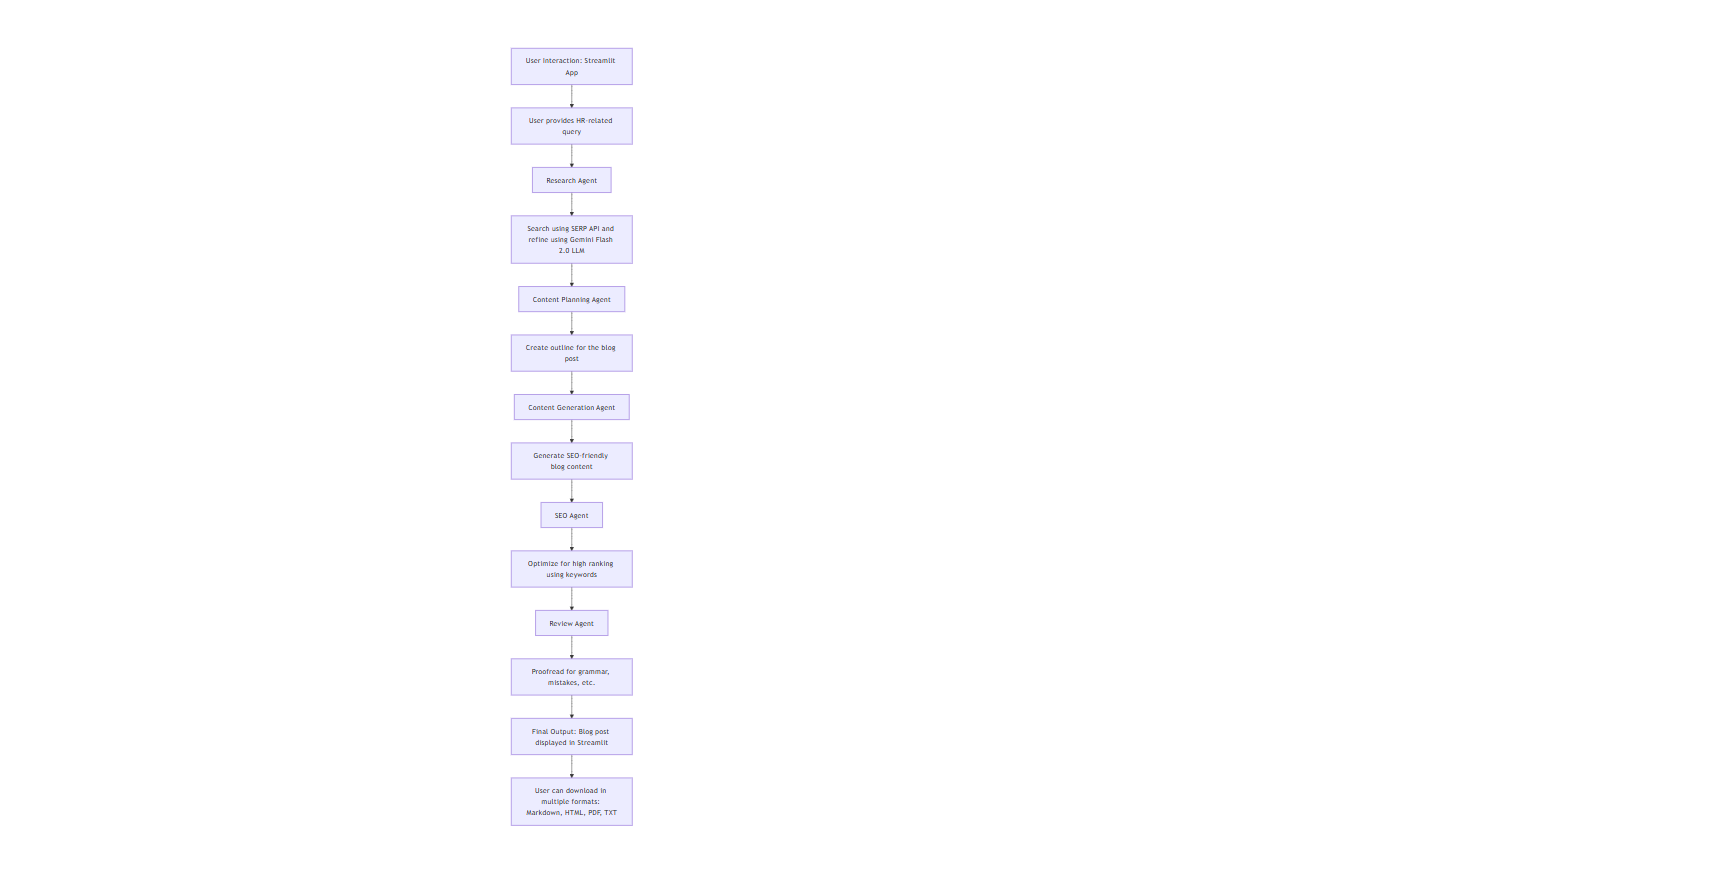 User Interaction: Streamlit
App
User provides HR-related
query
Research Agent
Search using SERP API and
refine using Gemini Flash
2.0 LLM
Content Planning Agent
Create outline for the blog
post
Content Generation Agent
Generate SEO-friendly
blog content
SEO Agent
Optimize for high ranking
using keywords
Review Agent
Proofread for grammar,
mistakes, etc.
Final Output: Blog post
displayed in Streamlit
User can download in
multiple formats:
Markdown, HTML, PDF, TXT